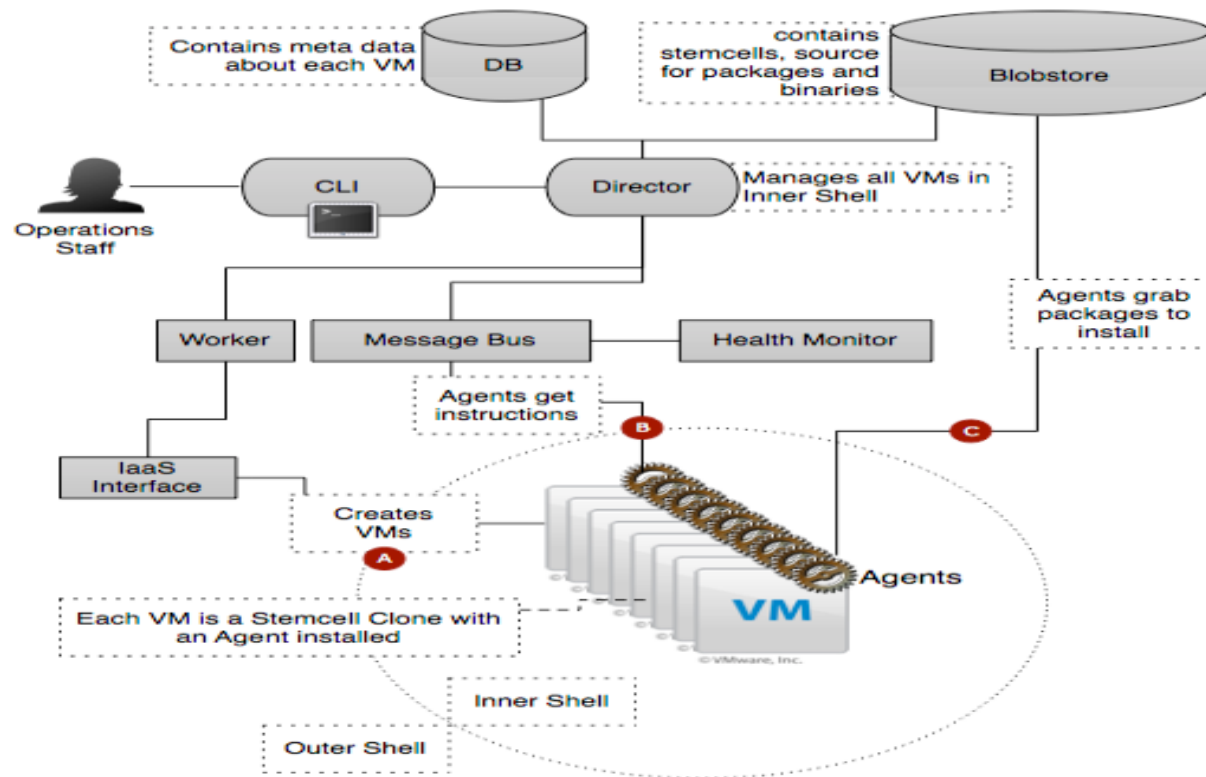 Contains meta data
about each VM
DB
contains
stemcells, source
for packages and
binaries
Blobstore
Operations
Staff
CLI
>_
Director
Manages all VMs in
Inner Shell
Worker
Message Bus
Health Monitor
Agents grab
packages to
install
Agents get
instructions
B
C
IaaS
Interface
Creates
VMs
A
Agents
Each VM is a Stemcell Clone with
an Agent installed
VM
© VMware, Inc.
Inner Shell
Outer Shell